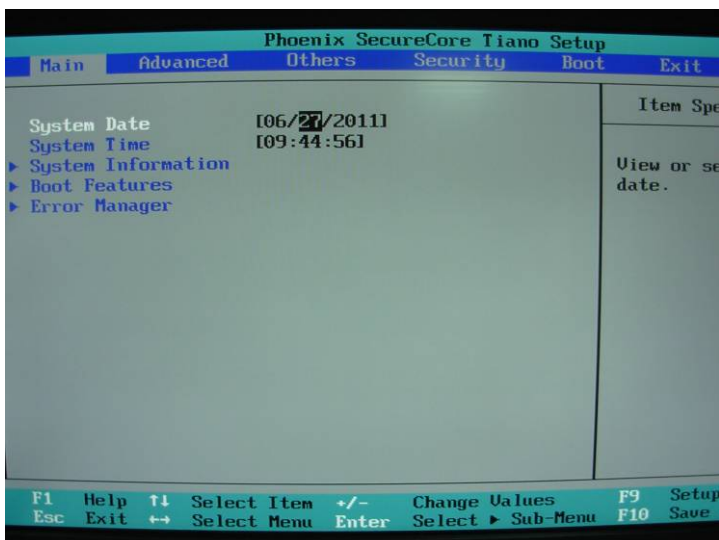 Phoenix SecureCore Tiano Setup
Main Advanced Others Security Boot Exit
Item Spe
System Date [06/27/2011]
System Time [09:44:56]
▶ System Information
▶ Boot Features
▶ Error Manager
View or se
date.
F1 Help ↑↓ Select Item +/- Change Values F9 Setup
Esc Exit ↔ Select Menu Enter Select ▶ Sub-Menu F10 Save